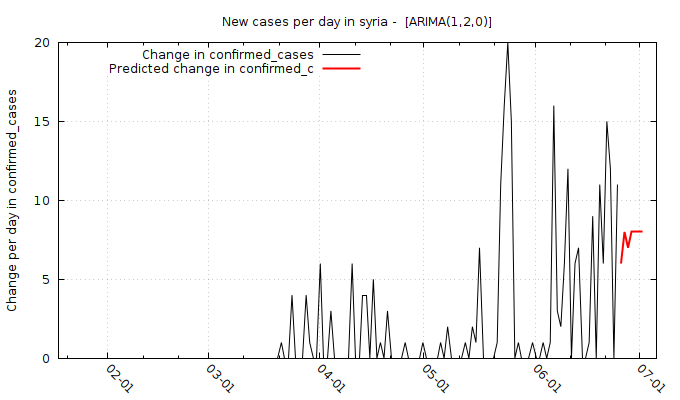 New cases per day in syria -  [ARIMA(1,2,0)]
Change in confirmed_cases
Predicted change in confirmed_c
Change per day in confirmed_cases
20
15
10
5
0
02-01
03-01
04-01
05-01
06-01
07-01